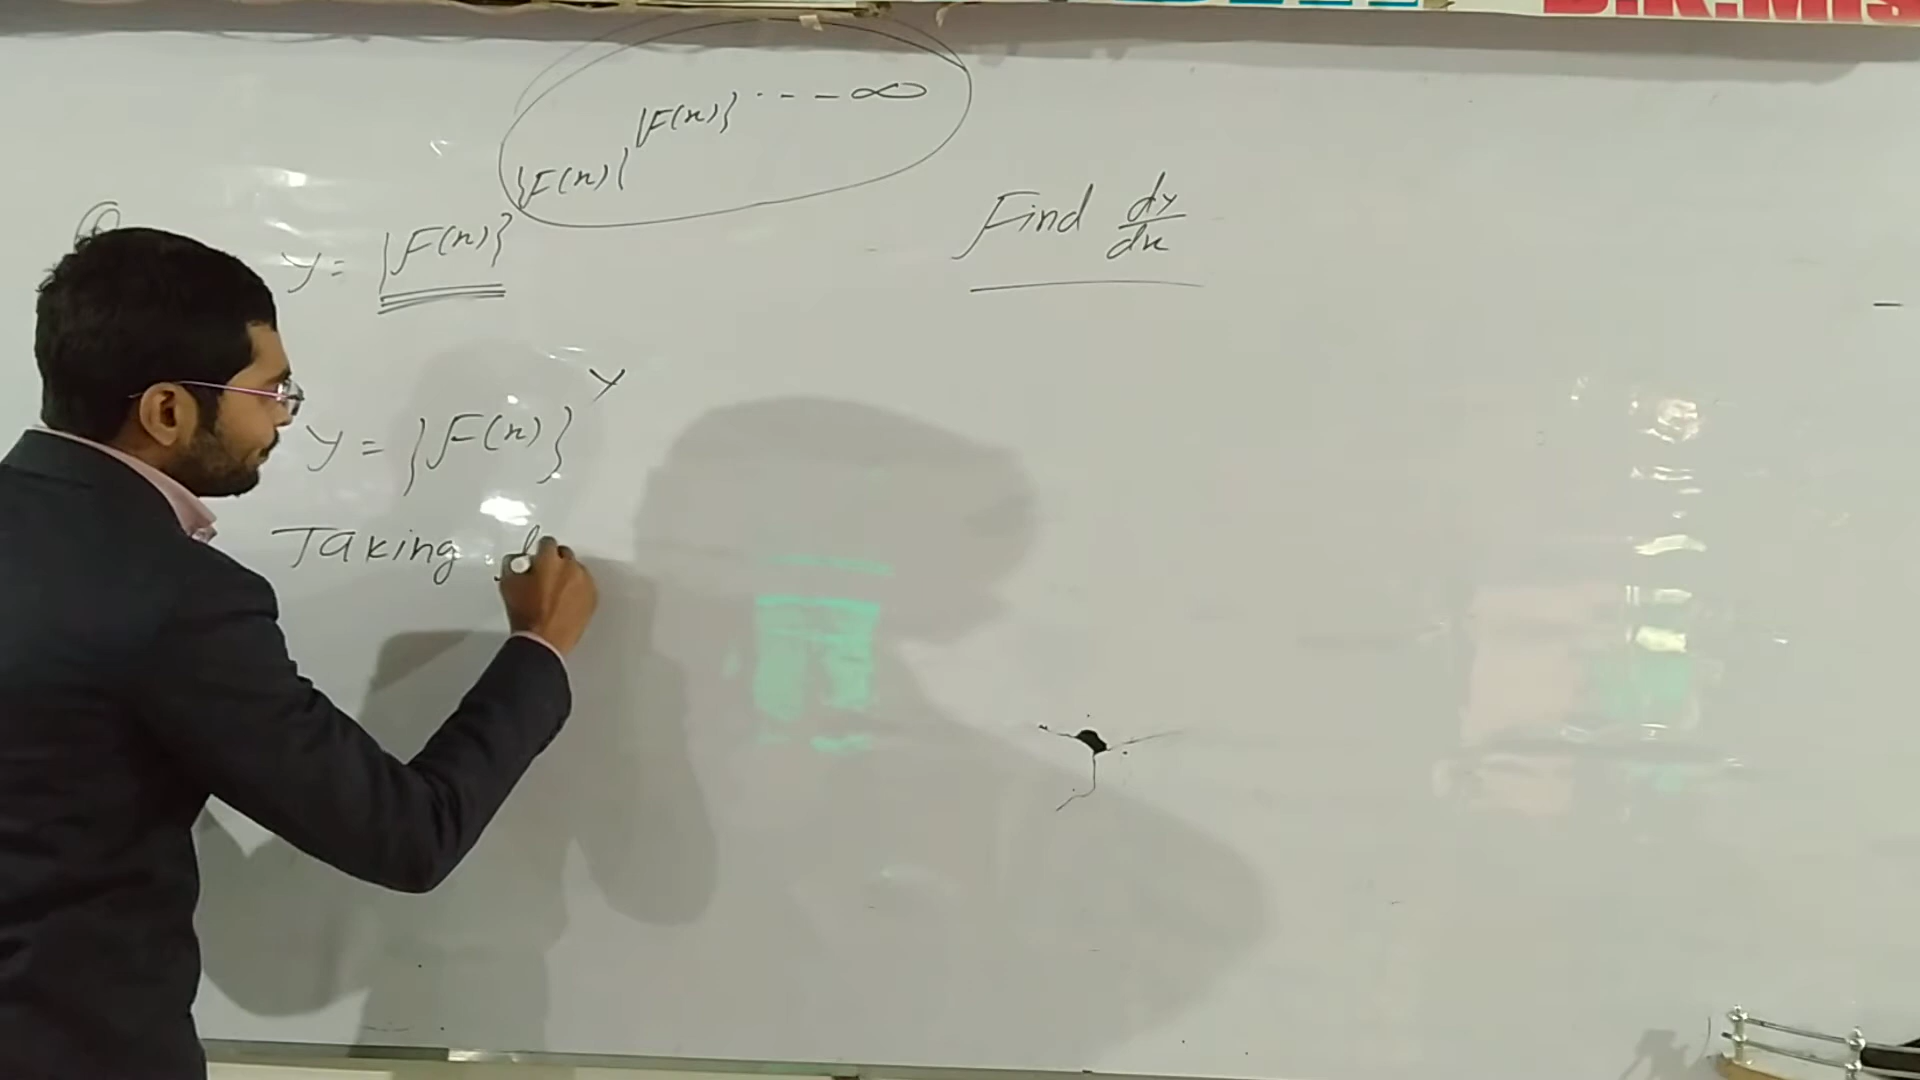 y = {F(x)}^{F(x)}^{F(x)} ... ∞
Find dy/dx
y = {F(x)}^y
Taking